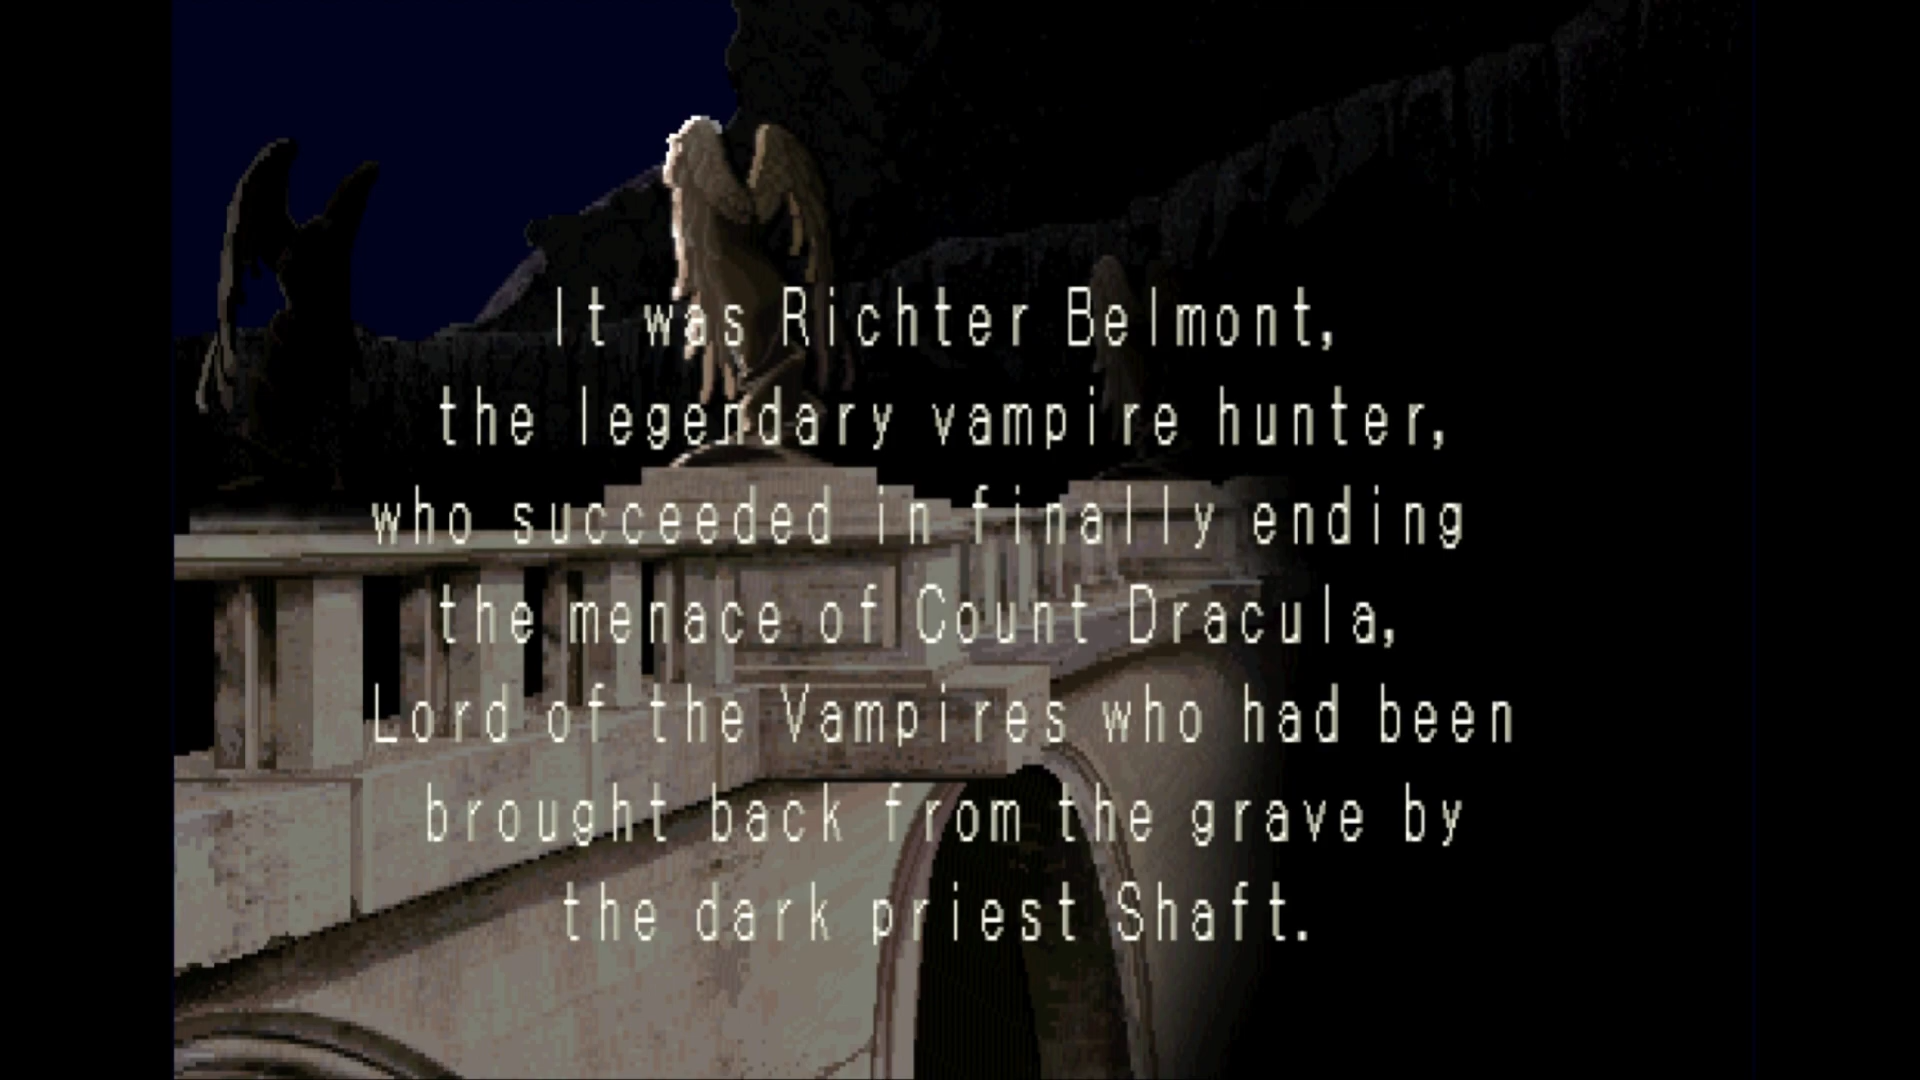 It was Richter Belmont,
the legendary vampire hunter,
who succeeded in finally ending
the menace of Count Dracula,
Lord of the Vampires who had been
brought back from the grave by
the dark priest Shaft.